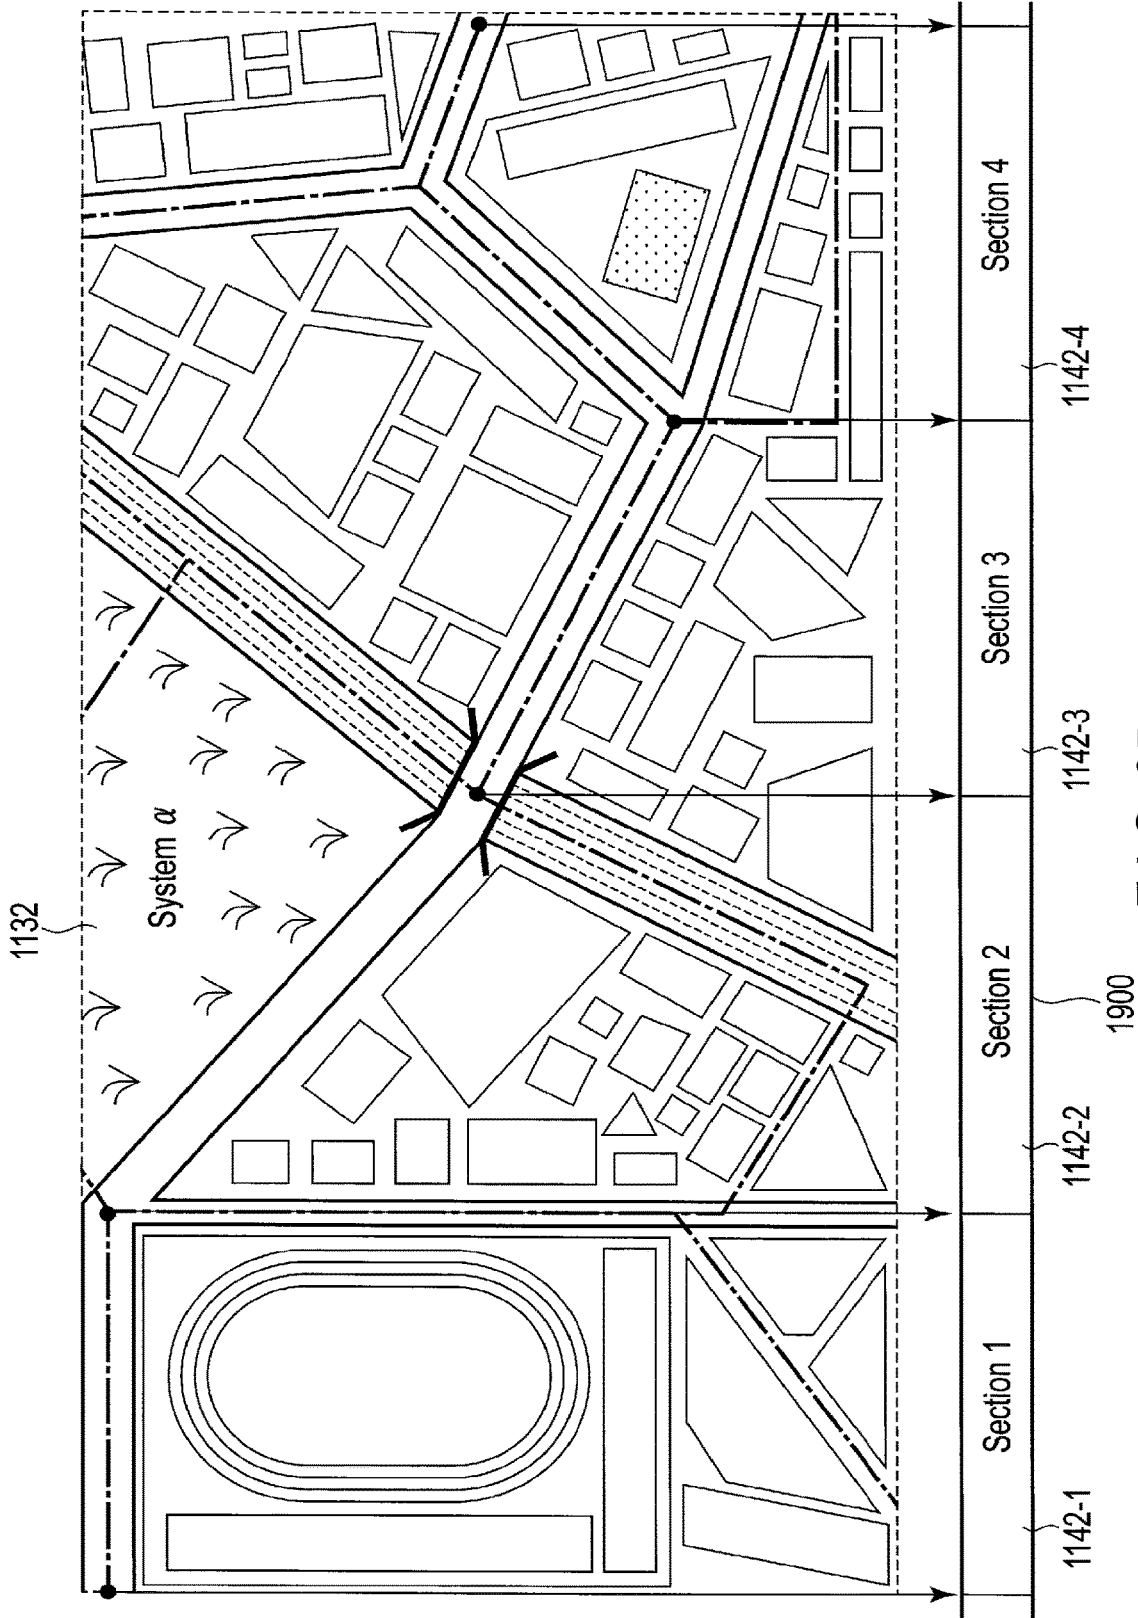 1132
System α
Section 1
Section 2
Section 3
Section 4
1142-1
1142-2
1142-3
1142-4
1900